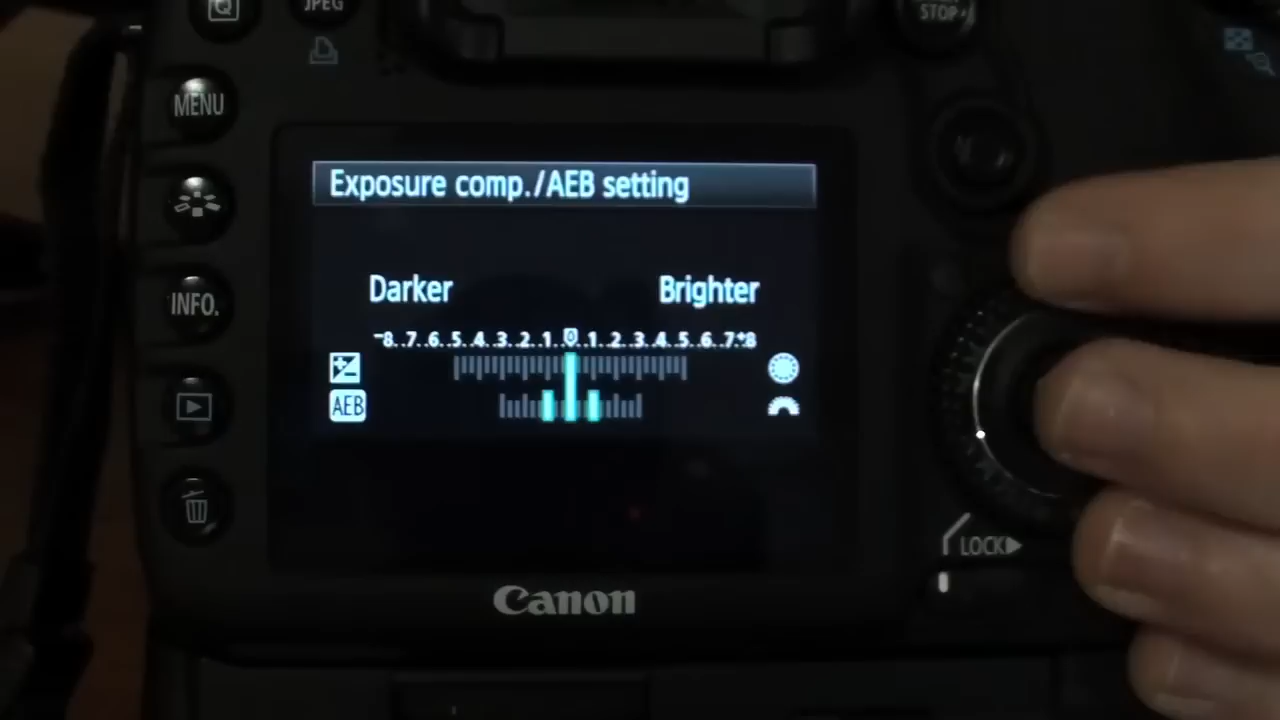 Q
JPEG
STOP
MENU
Exposure comp./AEB setting
INFO.
Darker Brighter
-8..7..6..5..4..3..2..1..0..1..2..3..4..5..6..7.+8
AEB
LOCK▶
Canon